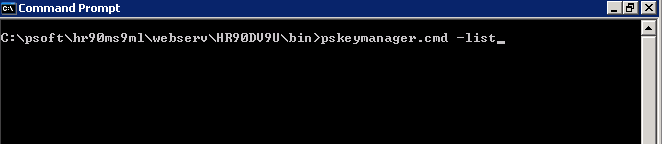 Command Prompt
C:\psoft\hr90ms9ml\webserv\HR90DV9U\bin>pskeymanager.cmd -list_